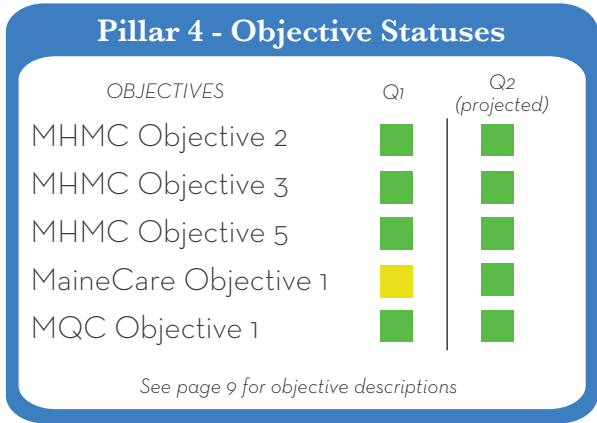 Pillar 4 - Objective Statuses
OBJECTIVES Q1 Q2 (projected)
MHMC Objective 2
MHMC Objective 3
MHMC Objective 5
MaineCare Objective 1
MQC Objective 1
See page 9 for objective descriptions